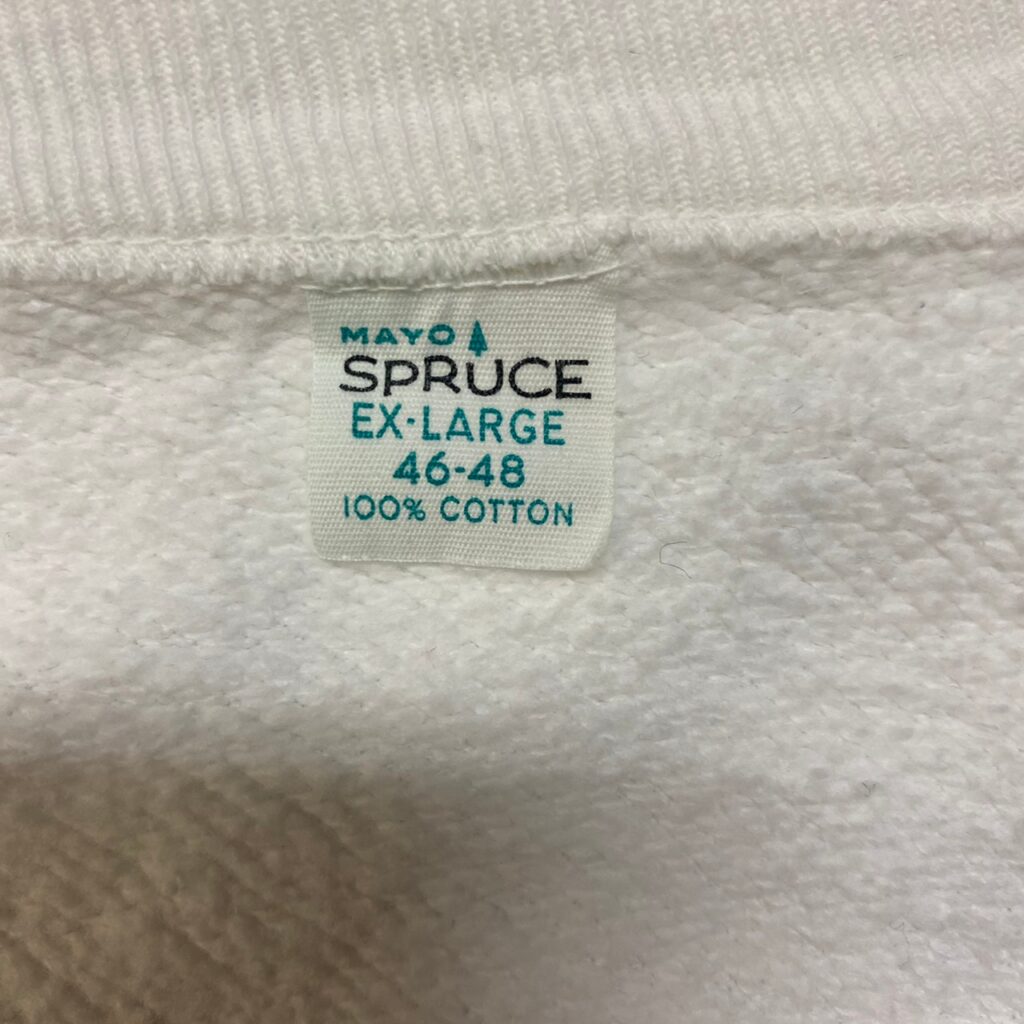 MAYO
SPRUCE
EX-LARGE
46-48
100% COTTON